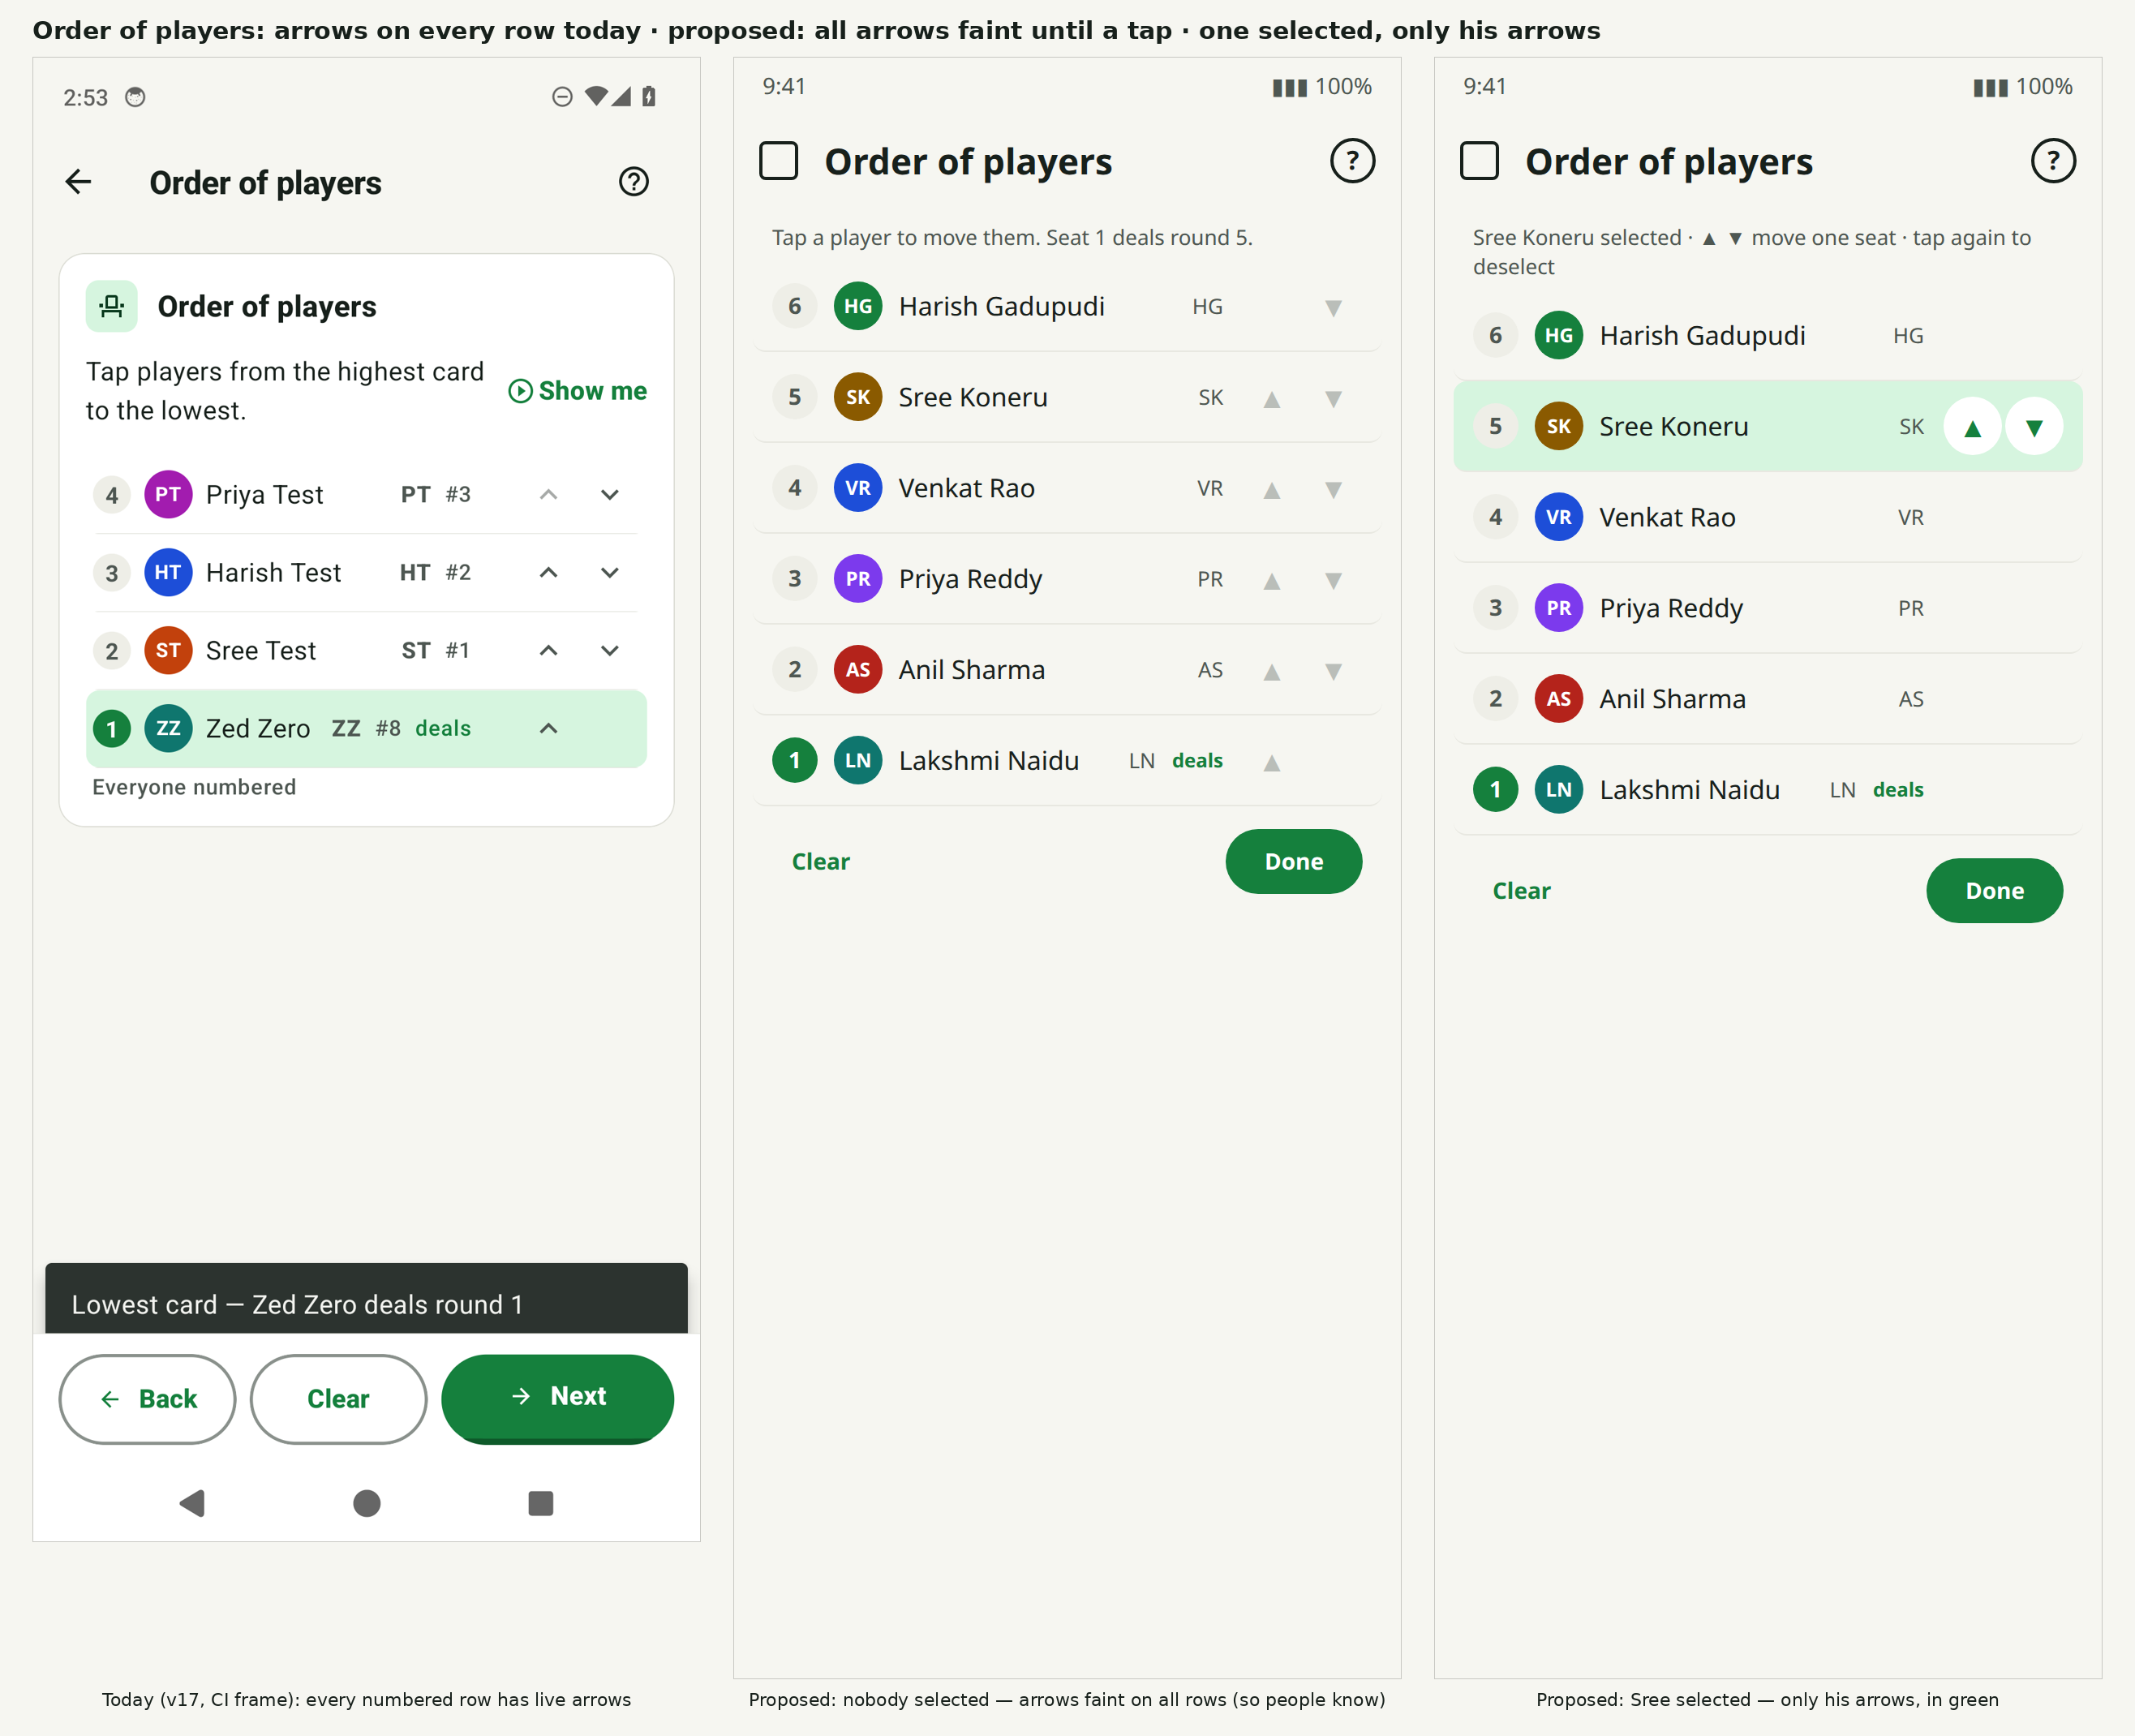 Order of players: arrows on every row today · proposed: all arrows faint until a tap · one selected, only his arrows
2:53
Order of players
Order of players
Tap players from the highest card
to the lowest.
Show me
4 PT Priya Test PT #3
3 HT Harish Test HT #2
2 ST Sree Test ST #1
1 ZZ Zed Zero ZZ #8 deals
Everyone numbered
Lowest card — Zed Zero deals round 1
Back
Clear
Next
Today (v17, CI frame): every numbered row has live arrows
9:41 100%
Order of players ?
Tap a player to move them. Seat 1 deals round 5.
6 HG Harish Gadupudi HG ▼
5 SK Sree Koneru SK ▲ ▼
4 VR Venkat Rao VR ▲ ▼
3 PR Priya Reddy PR ▲ ▼
2 AS Anil Sharma AS ▲ ▼
1 LN Lakshmi Naidu LN deals ▲
Clear
Done
Proposed: nobody selected — arrows faint on all rows (so people know)
9:41 100%
Order of players ?
Sree Koneru selected · ▲ ▼ move one seat · tap again to
deselect
6 HG Harish Gadupudi HG
5 SK Sree Koneru SK ▲ ▼
4 VR Venkat Rao VR
3 PR Priya Reddy PR
2 AS Anil Sharma AS
1 LN Lakshmi Naidu LN deals
Clear
Done
Proposed: Sree selected — only his arrows, in green